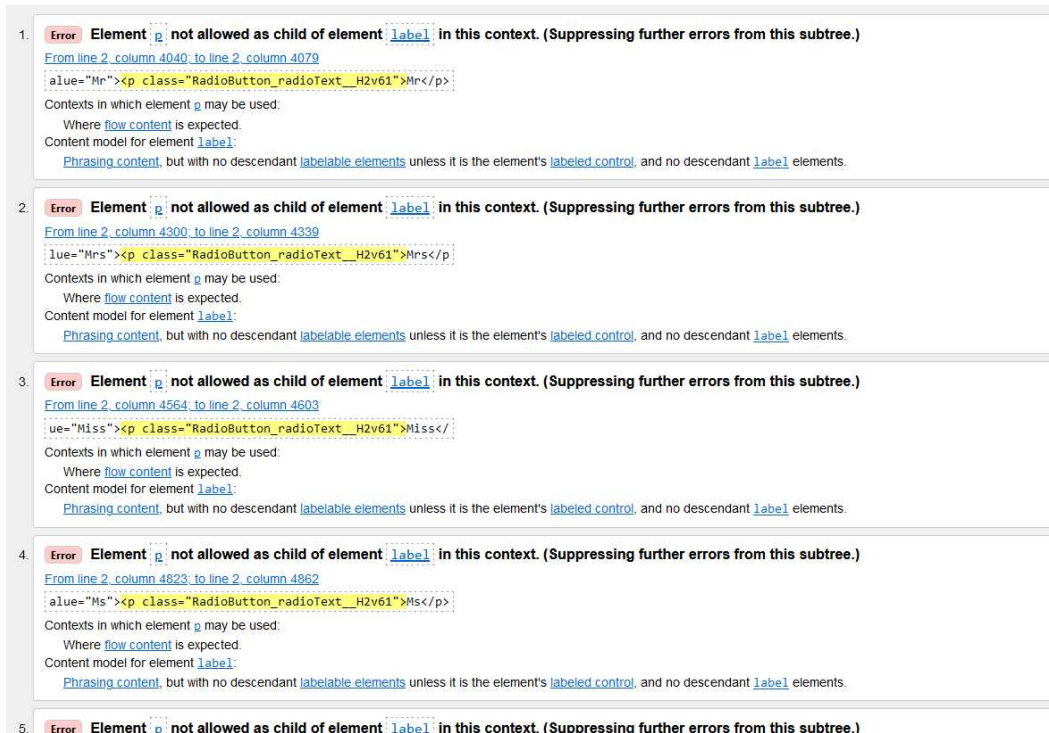 1. Error Element p not allowed as child of element label in this context. (Suppressing further errors from this subtree.)
From line 2, column 4040; to line 2, column 4079
alue="Mr"><p class="RadioButton_radioText__H2v61">Mr</p>
Contexts in which element p may be used:
Where flow content is expected.
Content model for element label:
Phrasing content, but with no descendant labelable elements unless it is the element's labeled control, and no descendant label elements.
2. Error Element p not allowed as child of element label in this context. (Suppressing further errors from this subtree.)
From line 2, column 4300; to line 2, column 4339
lue="Mrs"><p class="RadioButton_radioText__H2v61">Mrs</p
Contexts in which element p may be used:
Where flow content is expected.
Content model for element label:
Phrasing content, but with no descendant labelable elements unless it is the element's labeled control, and no descendant label elements.
3. Error Element p not allowed as child of element label in this context. (Suppressing further errors from this subtree.)
From line 2, column 4564; to line 2, column 4603
ue="Miss"><p class="RadioButton_radioText__H2v61">Miss</
Contexts in which element p may be used:
Where flow content is expected.
Content model for element label:
Phrasing content, but with no descendant labelable elements unless it is the element's labeled control, and no descendant label elements.
4. Error Element p not allowed as child of element label in this context. (Suppressing further errors from this subtree.)
From line 2, column 4823; to line 2, column 4862
alue="Ms"><p class="RadioButton_radioText__H2v61">Ms</p>
Contexts in which element p may be used:
Where flow content is expected.
Content model for element label:
Phrasing content, but with no descendant labelable elements unless it is the element's labeled control, and no descendant label elements.
5. Error Element p not allowed as child of element label in this context. (Suppressing further errors from this subtree.)